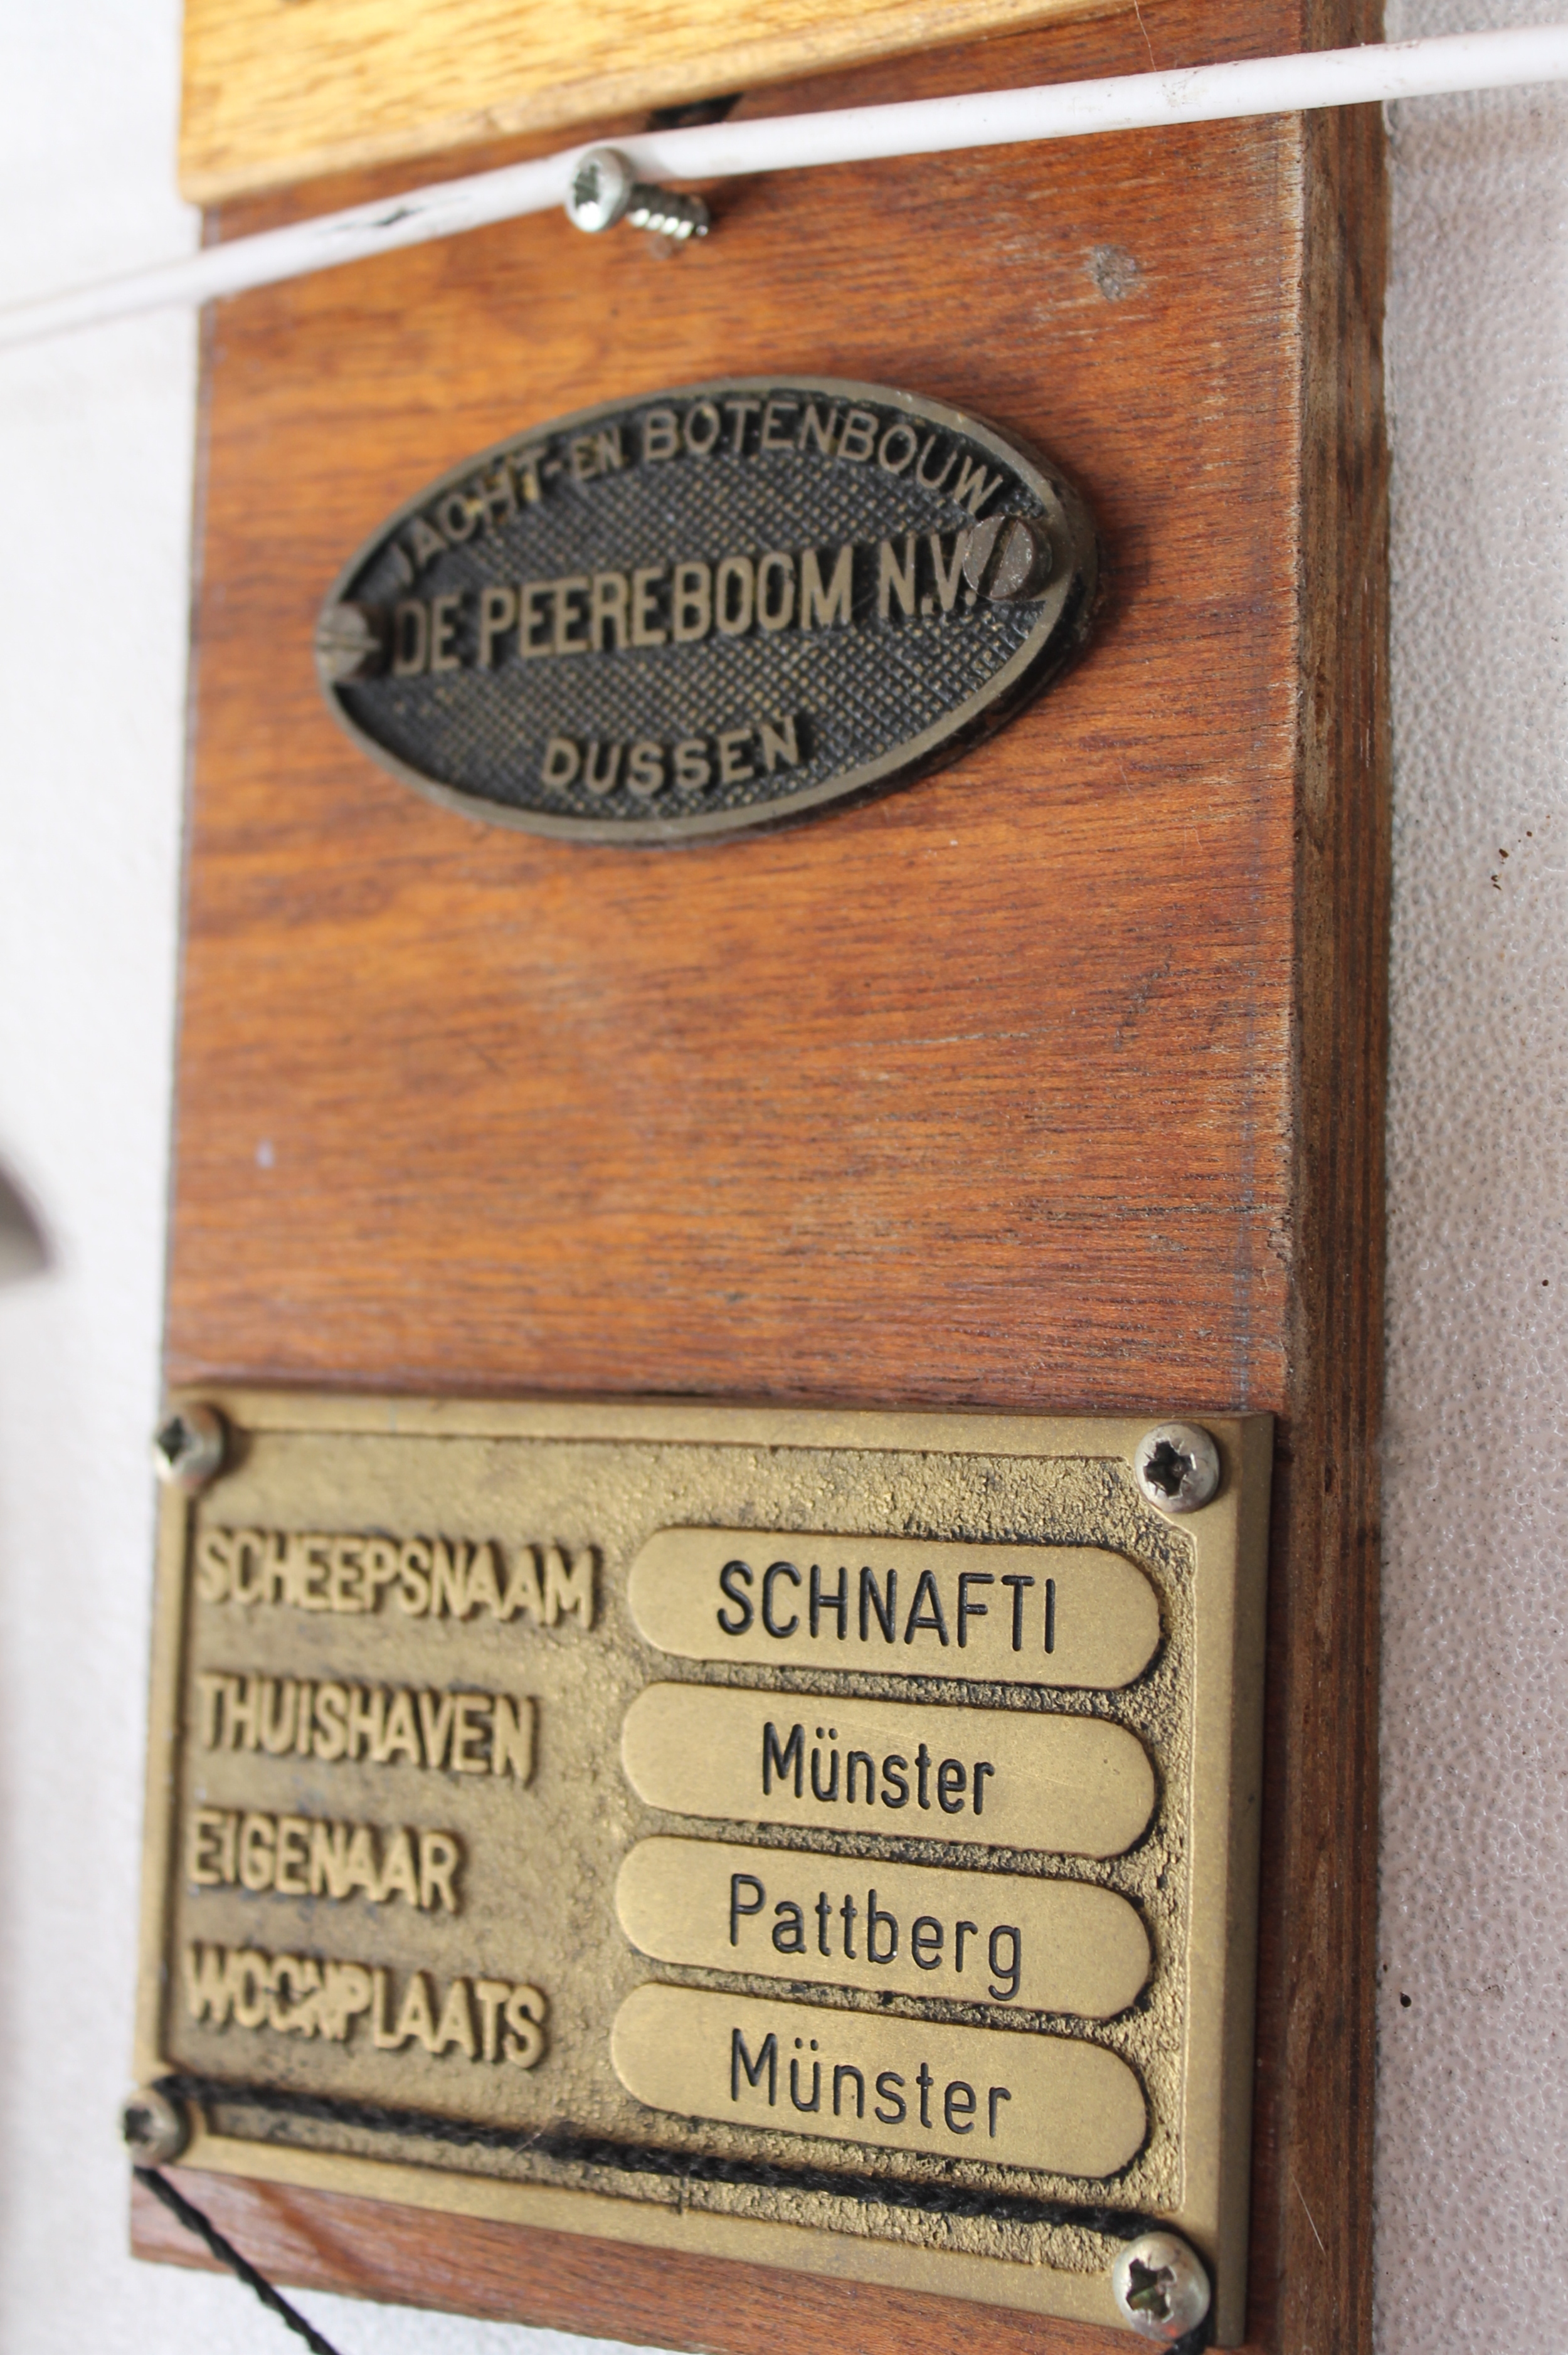 JACHT-EN BOTENBOUW
DE PEEREBOOM N.V.
DUSSEN
SCHEEPSNAAM SCHNAFTI
THUISHAVEN Münster
EIGENAAR Pattberg
WOONPLAATS Münster